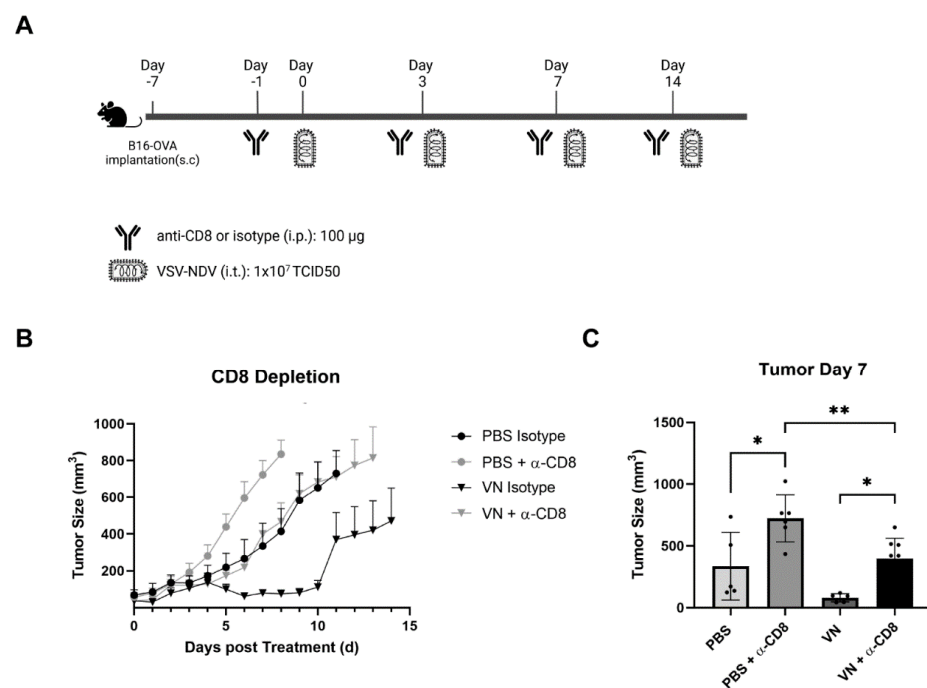 A
Day
-7
Day
-1
Day
0
Day
3
Day
7
Day
14
B16-OVA
implantation(s.c)
anti-CD8 or isotype (i.p.): 100 µg
VSV-NDV (i.t.): 1x10⁷ TCID50
B
CD8 Depletion
Tumor Size (mm³)
1000
800
600
400
200
0
5
10
15
Days post Treatment (d)
PBS Isotype
PBS + α-CD8
VN Isotype
VN + α-CD8
C
Tumor Day 7
Tumor Size (mm³)
1500
1000
500
0
*
**
*
PBS
PBS + α-CD8
VN
VN + α-CD8